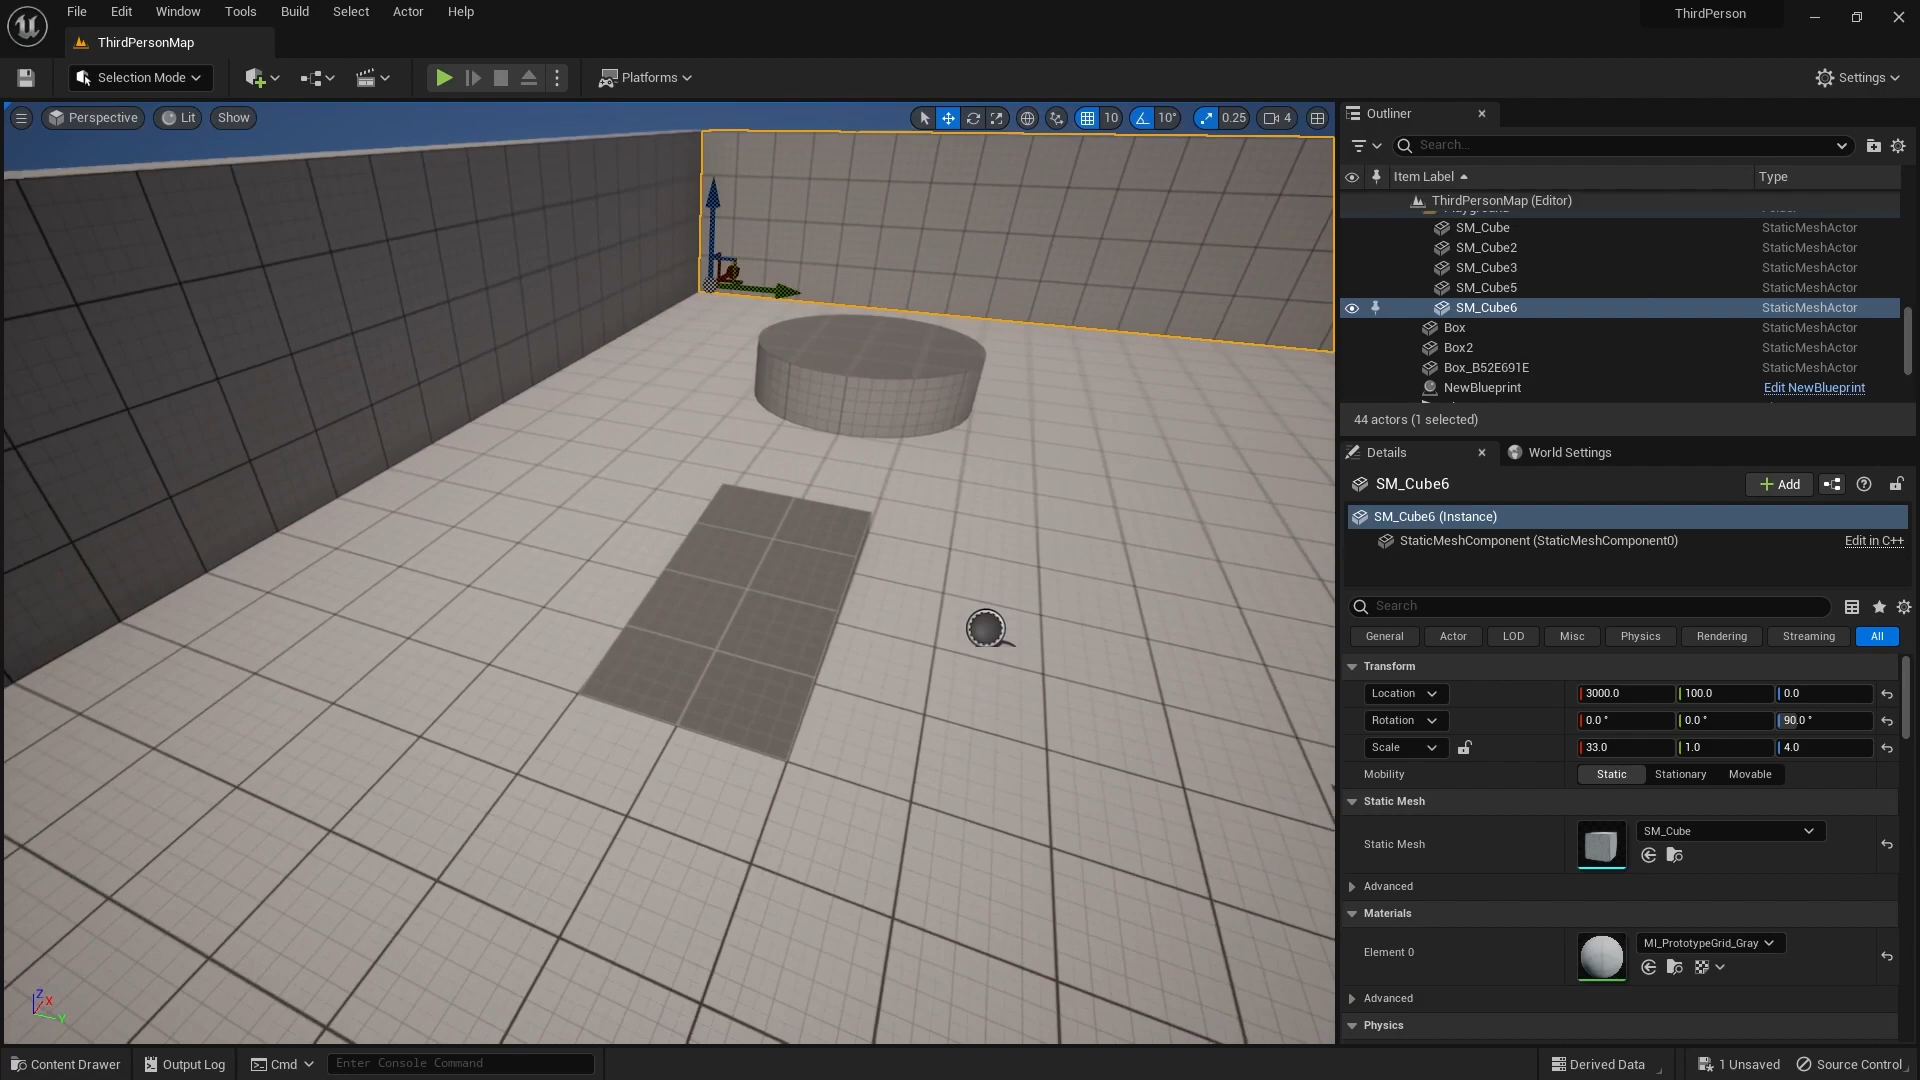 File Edit Window Tools Build Select Actor Help
ThirdPerson
ThirdPersonMap
Selection Mode
Platforms
Settings
Perspective Lit Show
10 10° 0.25 4
Outliner
Search...
Item Label Type
ThirdPersonMap (Editor)
SM_Cube StaticMeshActor
SM_Cube2 StaticMeshActor
SM_Cube3 StaticMeshActor
SM_Cube5 StaticMeshActor
SM_Cube6 StaticMeshActor
Box StaticMeshActor
Box2 StaticMeshActor
Box_B52E691E StaticMeshActor
NewBlueprint Edit NewBlueprint
44 actors (1 selected)
Details World Settings
SM_Cube6 Add
SM_Cube6 (Instance)
StaticMeshComponent (StaticMeshComponent0) Edit in C++
Search
General Actor LOD Misc Physics Rendering Streaming All
Transform
Location 3000.0 100.0 0.0
Rotation 0.0 ° 0.0 ° 90.0 °
Scale 33.0 1.0 4.0
Mobility Static Stationary Movable
Static Mesh
Static Mesh SM_Cube
Advanced
Materials
Element 0 MI_PrototypeGrid_Gray
Advanced
Physics
Z X Y
Content Drawer Output Log Cmd Enter Console Command Derived Data 1 Unsaved Source Control